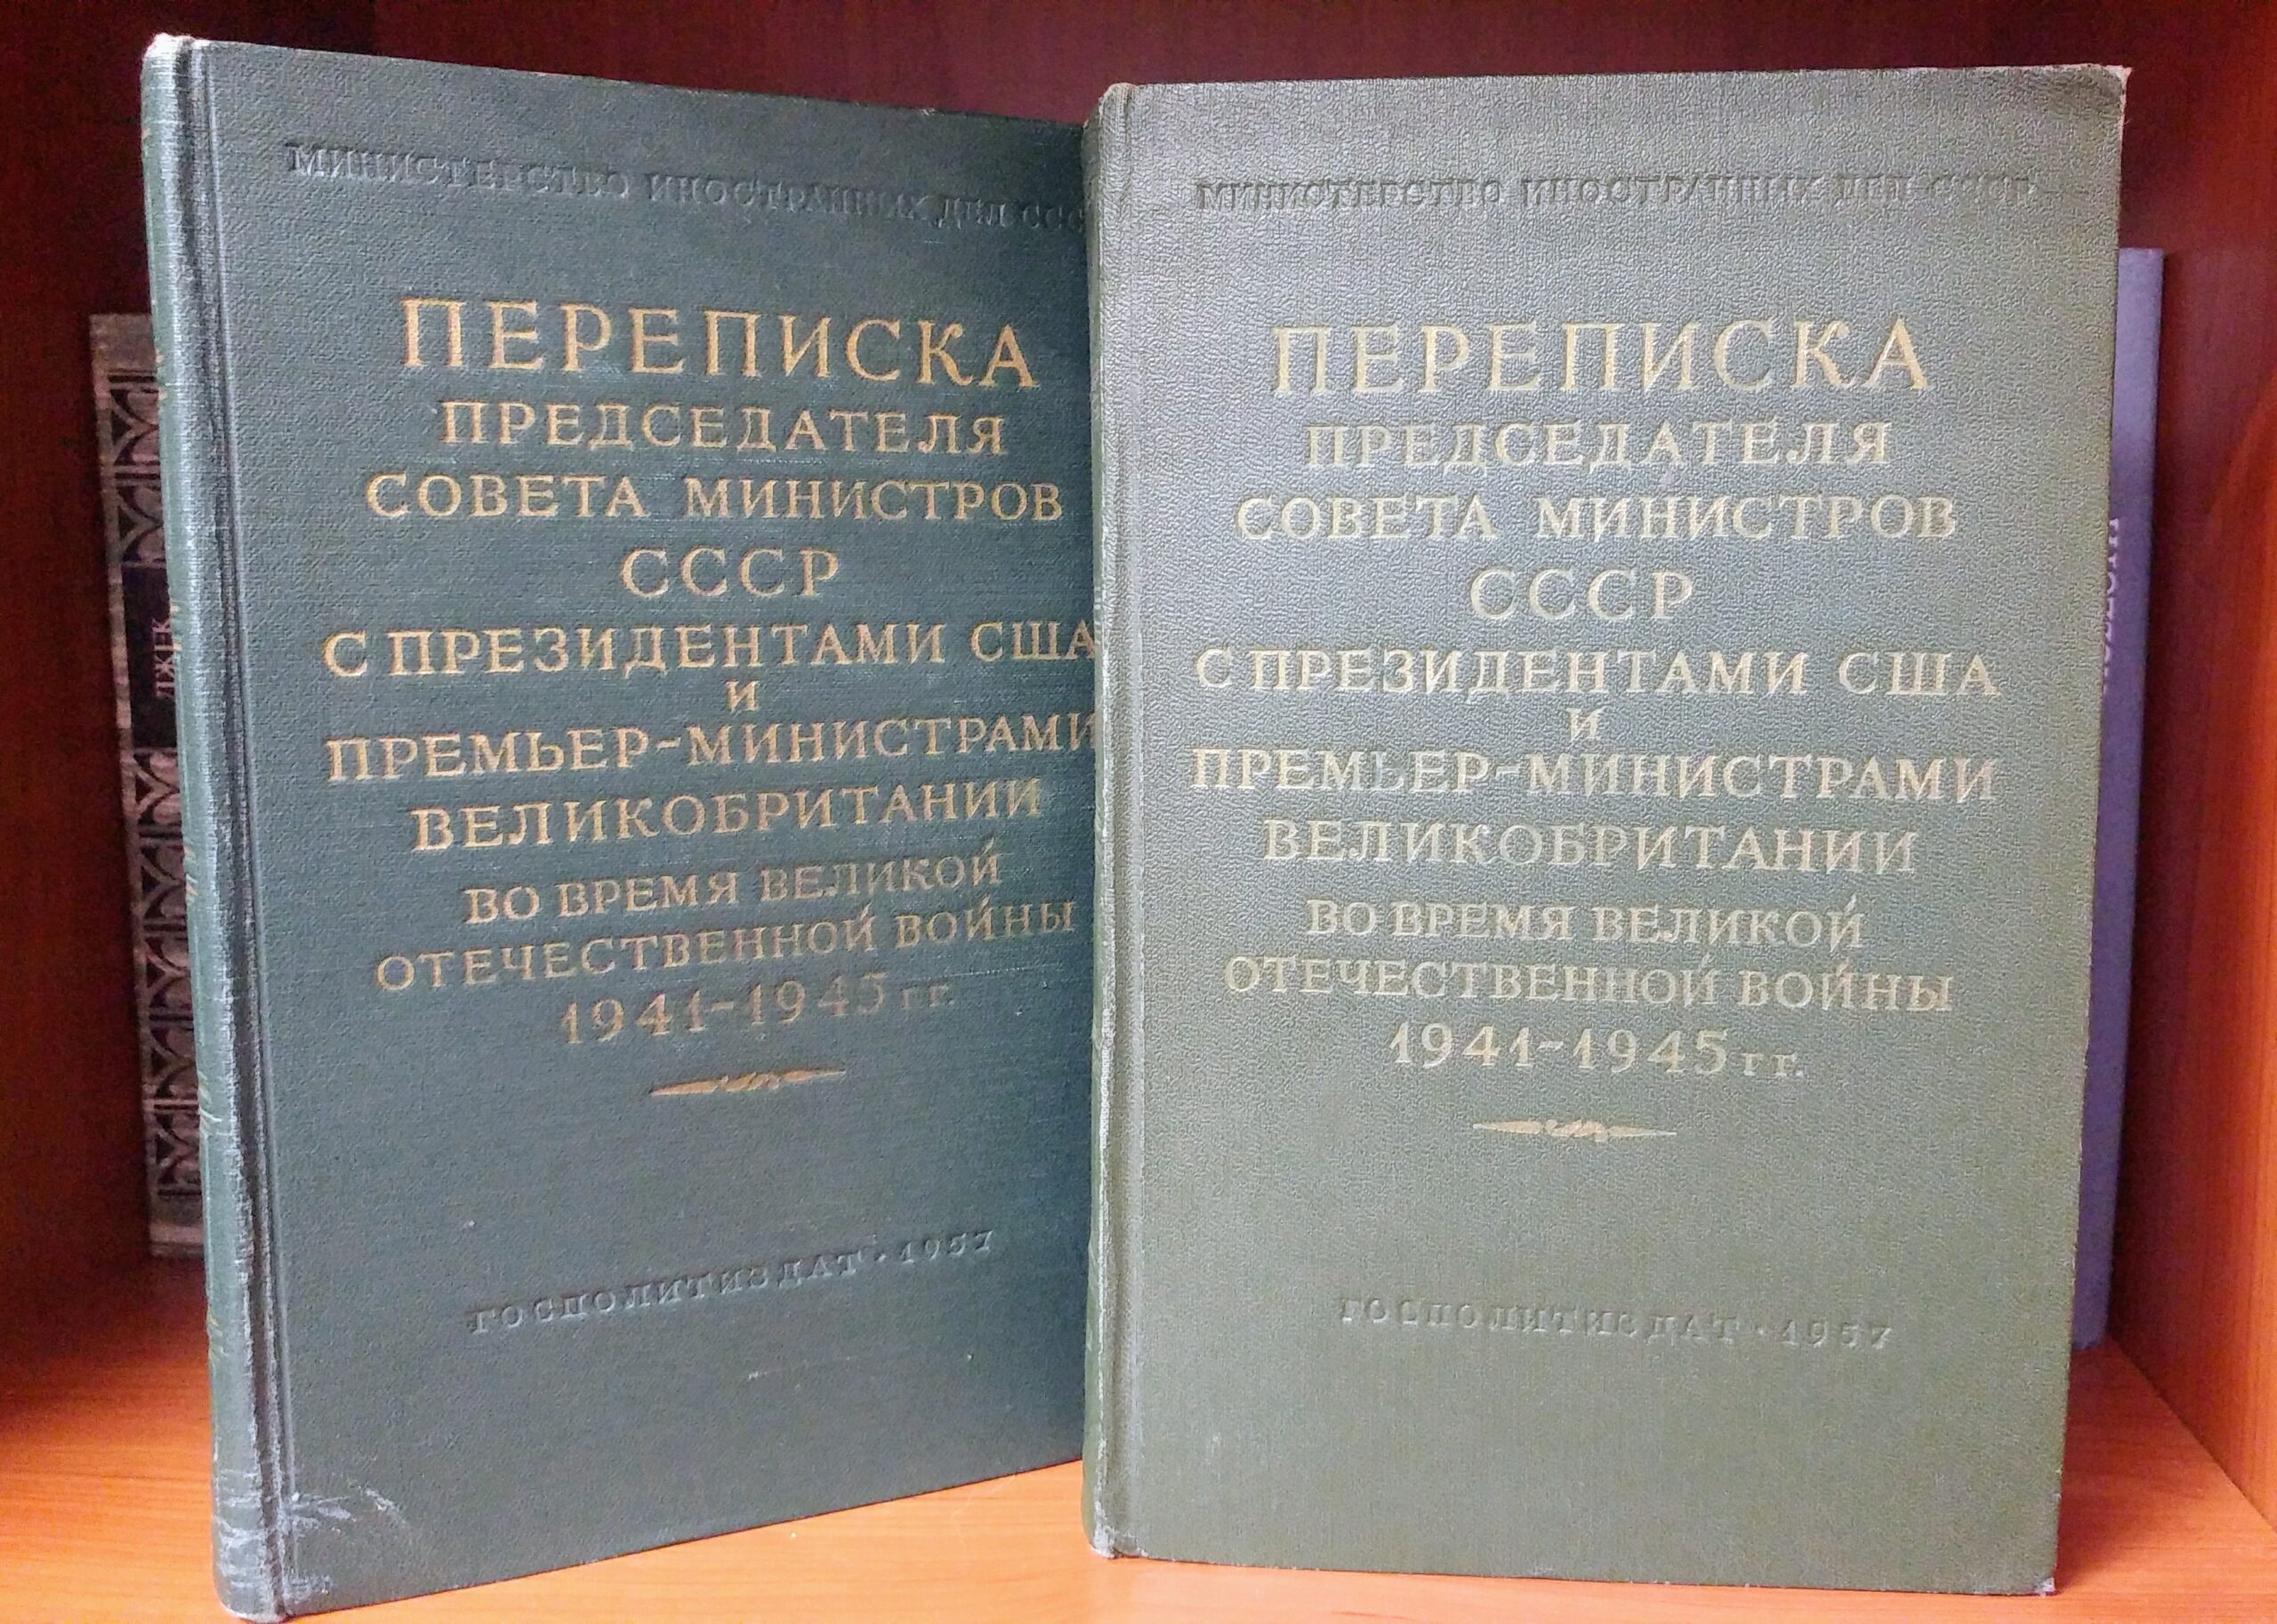 МИНИСТЕРСТВО ИНОСТРАННЫХ ДЕЛ ССС
ПЕРЕПИСКА
ПРЕДСЕДАТЕЛЯ
СОВЕТА МИНИСТРОВ
СССР
С ПРЕЗИДЕНТАМИ США
И
ПРЕМЬЕР-МИНИСТРАМИ
ВЕЛИКОБРИТАНИИ
ВО ВРЕМЯ ВЕЛИКОЙ
ОТЕЧЕСТВЕННОЙ ВОЙНЫ
1941-1945 гг.
ГОСПОЛИТИЗДАТ · 1957
МИНИСТЕРСТВО ИНОСТРАННЫХ ДЕЛ СССР
ПЕРЕПИСКА
ПРЕДСЕДАТЕЛЯ
СОВЕТА МИНИСТРОВ
СССР
С ПРЕЗИДЕНТАМИ США
И
ПРЕМЬЕР-МИНИСТРАМИ
ВЕЛИКОБРИТАНИИ
ВО ВРЕМЯ ВЕЛИКОЙ
ОТЕЧЕСТВЕННОЙ ВОЙНЫ
1941-1945 гг.
ГОСПОЛИТИЗДАТ · 1957
ДЖЕК